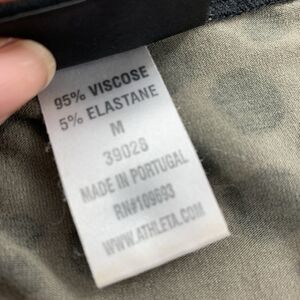 95% VISCOSE
5% ELASTANE
M
39028
MADE IN PORTUGAL
RN#109693
WWW.ATHLETA.COM